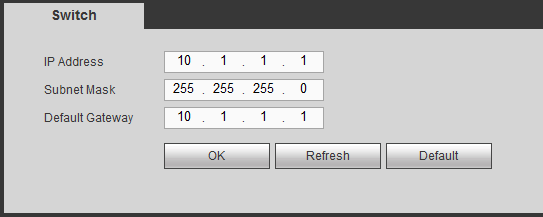 Switch
IP Address 10 . 1 . 1 . 1
Subnet Mask 255 . 255 . 255 . 0
Default Gateway 10 . 1 . 1 . 1
OK Refresh Default